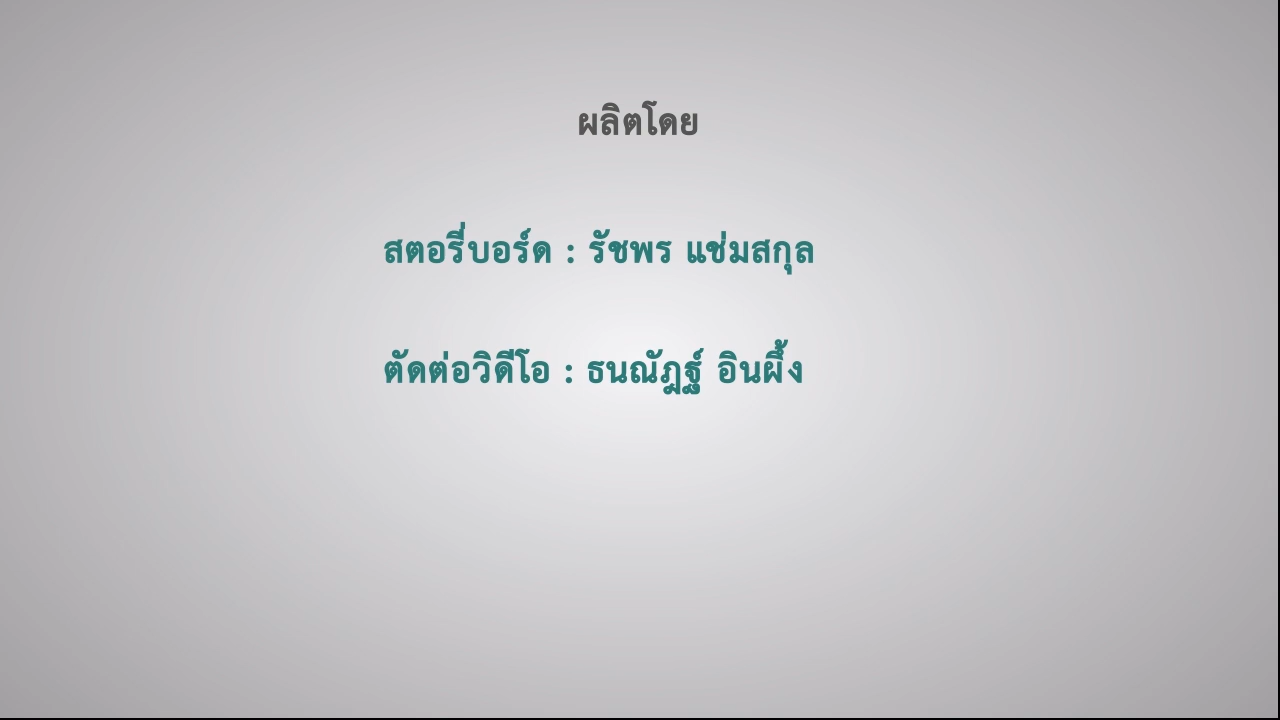 ผลิตโดย
สตอรี่บอร์ด : รัชพร แช่มสกุล
ตัดต่อวิดีโอ : ธนณัฏฐ์ อินผึ้ง